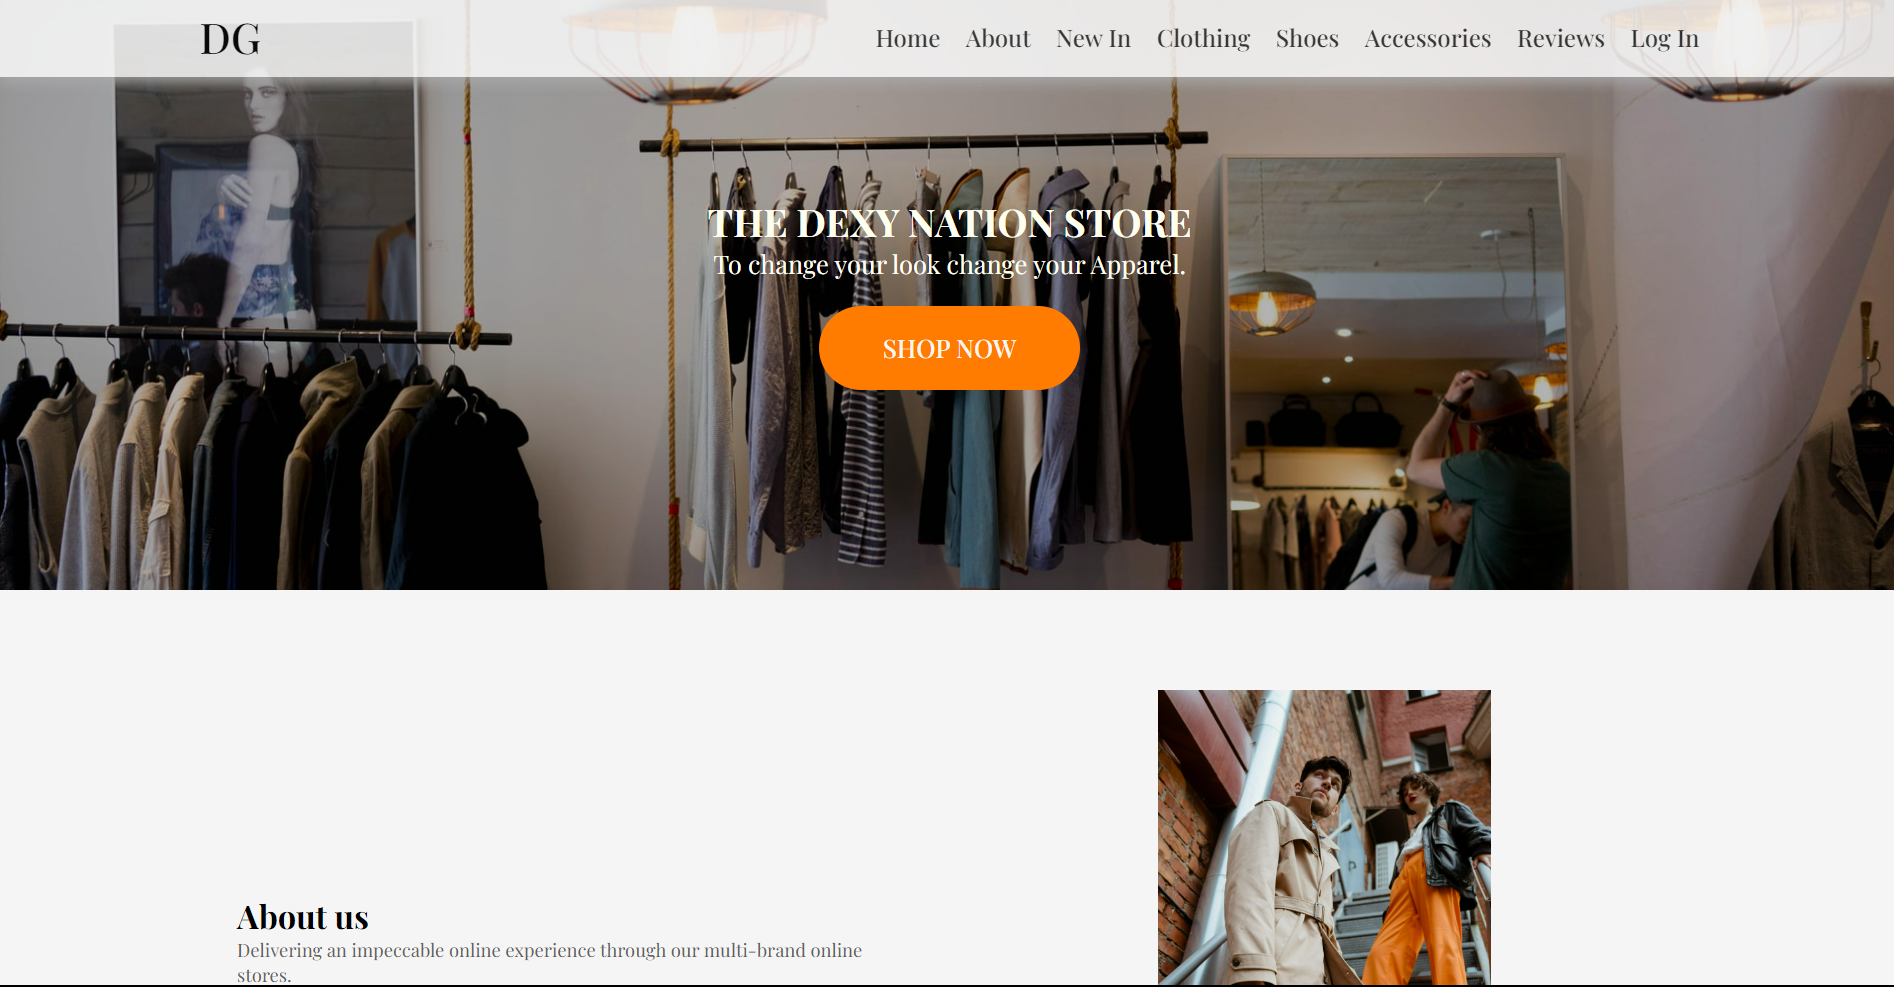 DG
Home About New In Clothing Shoes Accessories Reviews Log In
THE DEXY NATION STORE
To change your look change your Apparel.
SHOP NOW
About us
Delivering an impeccable online experience through our multi-brand online
stores.